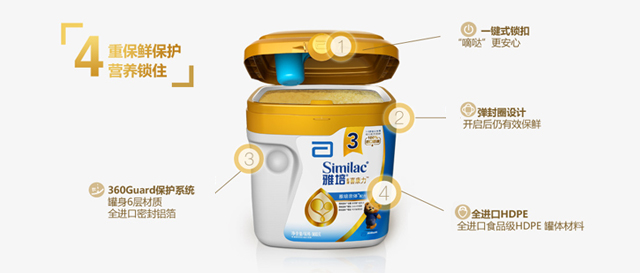 4
重保鲜保护
营养锁住
1
一键式锁扣
“嘀哒”更安心
2
弹封圈设计
开启后仍有效保鲜
3
360Guard保护系统
罐身6层材质
全进口密封铝箔
4
全进口HDPE
全进口食品级HDPE 罐体材料
3
Similac
雅培